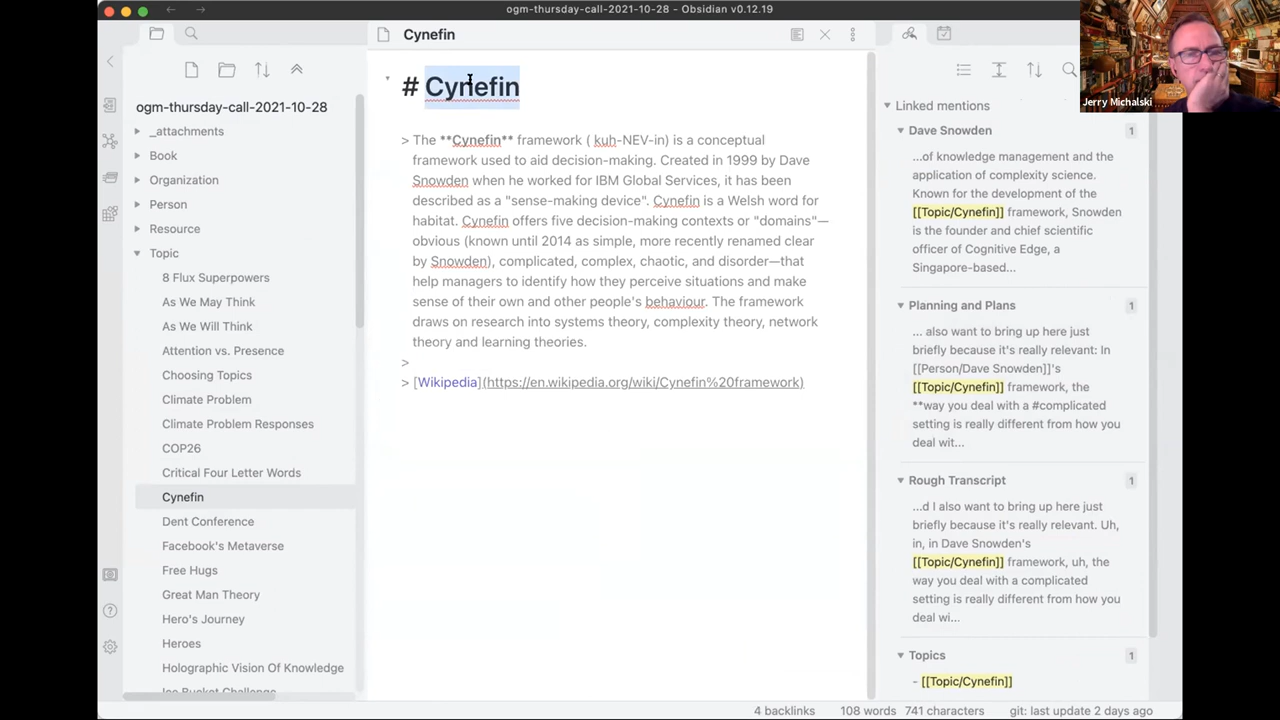 ogm-thursday-call-2021-10-28 - Obsidian v0.12.19
Cynefin
ogm-thursday-call-2021-10-28
_attachments
Book
Organization
Person
Resource
Topic
8 Flux Superpowers
As We May Think
As We Will Think
Attention vs. Presence
Choosing Topics
Climate Problem
Climate Problem Responses
COP26
Critical Four Letter Words
Cynefin
Dent Conference
Facebook's Metaverse
Free Hugs
Great Man Theory
Hero's Journey
Heroes
Holographic Vision Of Knowledge
Ice Bucket Challenge
# Cynefin
> The **Cynefin** framework ( kuh-NEV-in) is a conceptual
framework used to aid decision-making. Created in 1999 by Dave
Snowden when he worked for IBM Global Services, it has been
described as a "sense-making device". Cynefin is a Welsh word for
habitat. Cynefin offers five decision-making contexts or "domains"—
obvious (known until 2014 as simple, more recently renamed clear
by Snowden), complicated, complex, chaotic, and disorder—that
help managers to identify how they perceive situations and make
sense of their own and other people's behaviour. The framework
draws on research into systems theory, complexity theory, network
theory and learning theories.
>
> [Wikipedia](https://en.wikipedia.org/wiki/Cynefin%20framework)
Jerry Michalski
Linked mentions
Dave Snowden 1
...of knowledge management and the
application of complexity science.
Known for the development of the
[[Topic/Cynefin]] framework, Snowden
is the founder and chief scientific
officer of Cognitive Edge, a
Singapore-based...
Planning and Plans 1
... also want to bring up here just
briefly because it's really relevant: In
[[Person/Dave Snowden]]'s
[[Topic/Cynefin]] framework, the
**way you deal with a #complicated
setting is really different from how you
deal wit...
Rough Transcript 1
...d I also want to bring up here just
briefly because it's really relevant. Uh,
in, in Dave Snowden's
[[Topic/Cynefin]] framework, uh, the
way you deal with a complicated
setting is really different from how you
deal wi...
Topics 1
- [[Topic/Cynefin]]
4 backlinks 108 words 741 characters git: last update 2 days ago